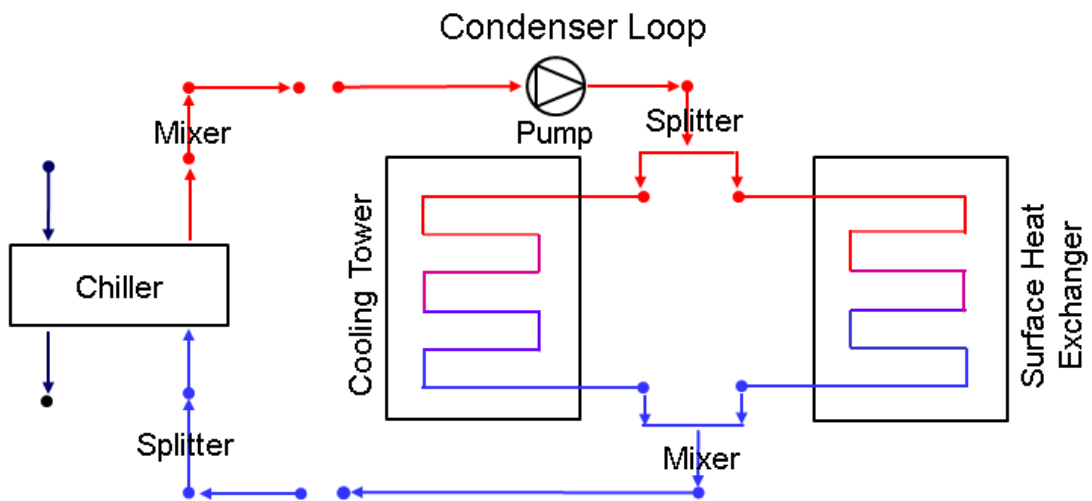 Condenser Loop
Mixer
Pump
Splitter
Chiller
Cooling Tower
Surface Heat
Exchanger
Splitter
Mixer